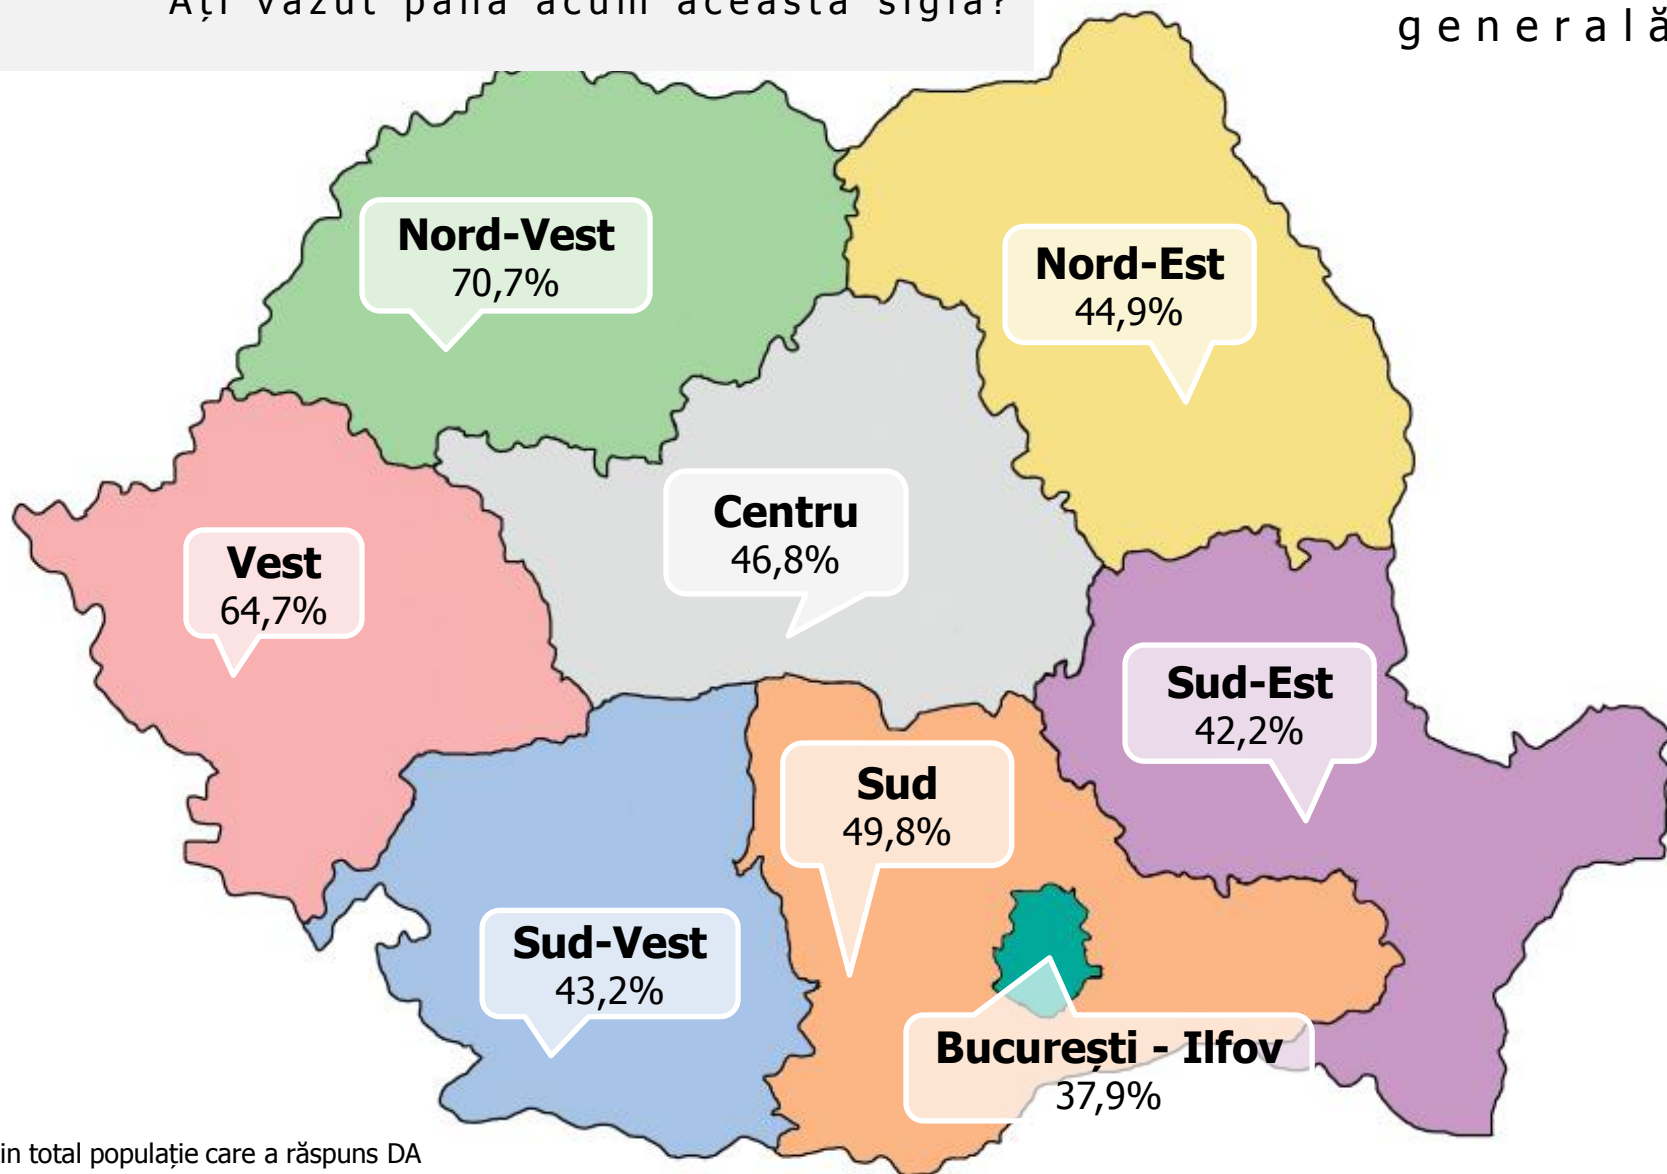 Ați văzut până acum această siglă?
generală
Nord-Vest
70,7%
Nord-Est
44,9%
Centru
46,8%
Vest
64,7%
Sud-Est
42,2%
Sud
49,8%
Sud-Vest
43,2%
București - Ilfov
37,9%
in total populație care a răspuns DA